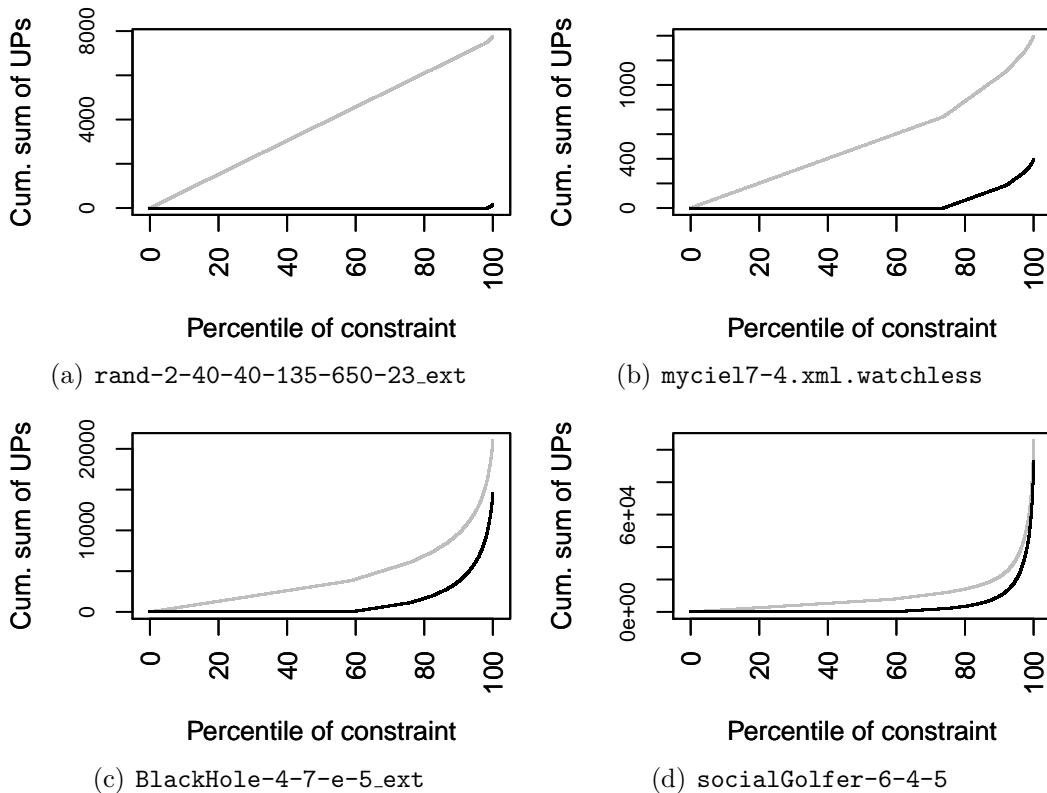 Cum. sum of UPs
0
4000
8000
0
20
40
60
80
100
Percentile of constraint
(a) rand-2-40-40-135-650-23_ext
Cum. sum of UPs
0
400
1000
0
20
40
60
80
100
Percentile of constraint
(b) myciel7-4.xml.watchless
Cum. sum of UPs
0
10000
20000
0
20
40
60
80
100
Percentile of constraint
(c) BlackHole-4-7-e-5_ext
Cum. sum of UPs
0e+00
6e+04
0
20
40
60
80
100
Percentile of constraint
(d) socialGolfer-6-4-5